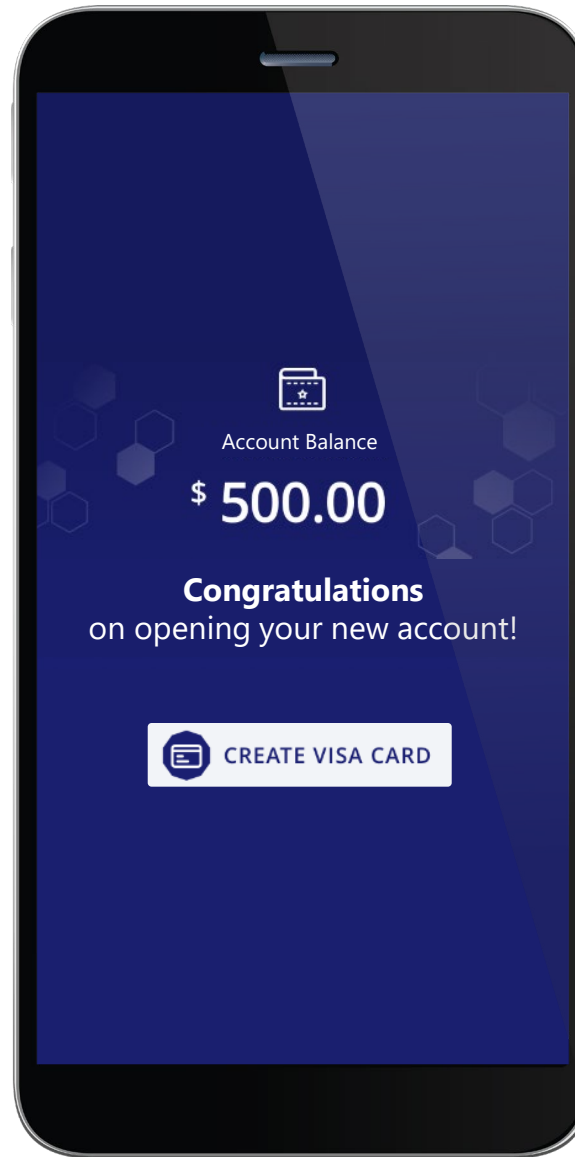 Account Balance
$ 500.00
Congratulations
on opening your new account!
CREATE VISA CARD